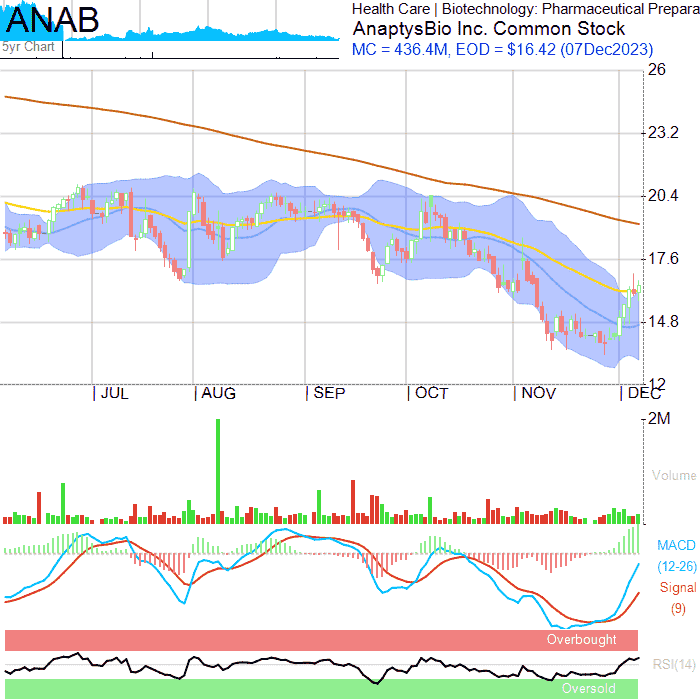 ANAB
5yr Chart
Health Care | Biotechnology: Pharmaceutical Prepara
AnaptysBio Inc. Common Stock
MC = 436.4M, EOD = $16.42 (07Dec2023)
26
23.2
20.4
17.6
14.8
12
JUL
AUG
SEP
OCT
NOV
DEC
2M
Volume
MACD
(12-26)
Signal
(9)
Overbought
RSI(14)
Oversold